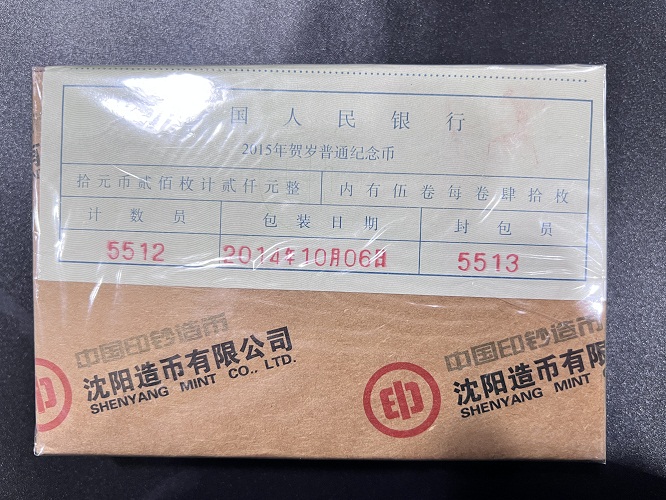 国人民银行
2015年贺岁普通纪念币
拾元币贰佰枚计贰仟元整 内有伍卷每卷肆拾枚
计数员 包装日期 封包员
5512 2014年10月06日 5513
中国印钞造币
沈阳造币有限公司
SHENYANG MINT CO., LTD.
中国印钞造币
沈阳造币有限公司
SHENYANG MINT CO., LTD.